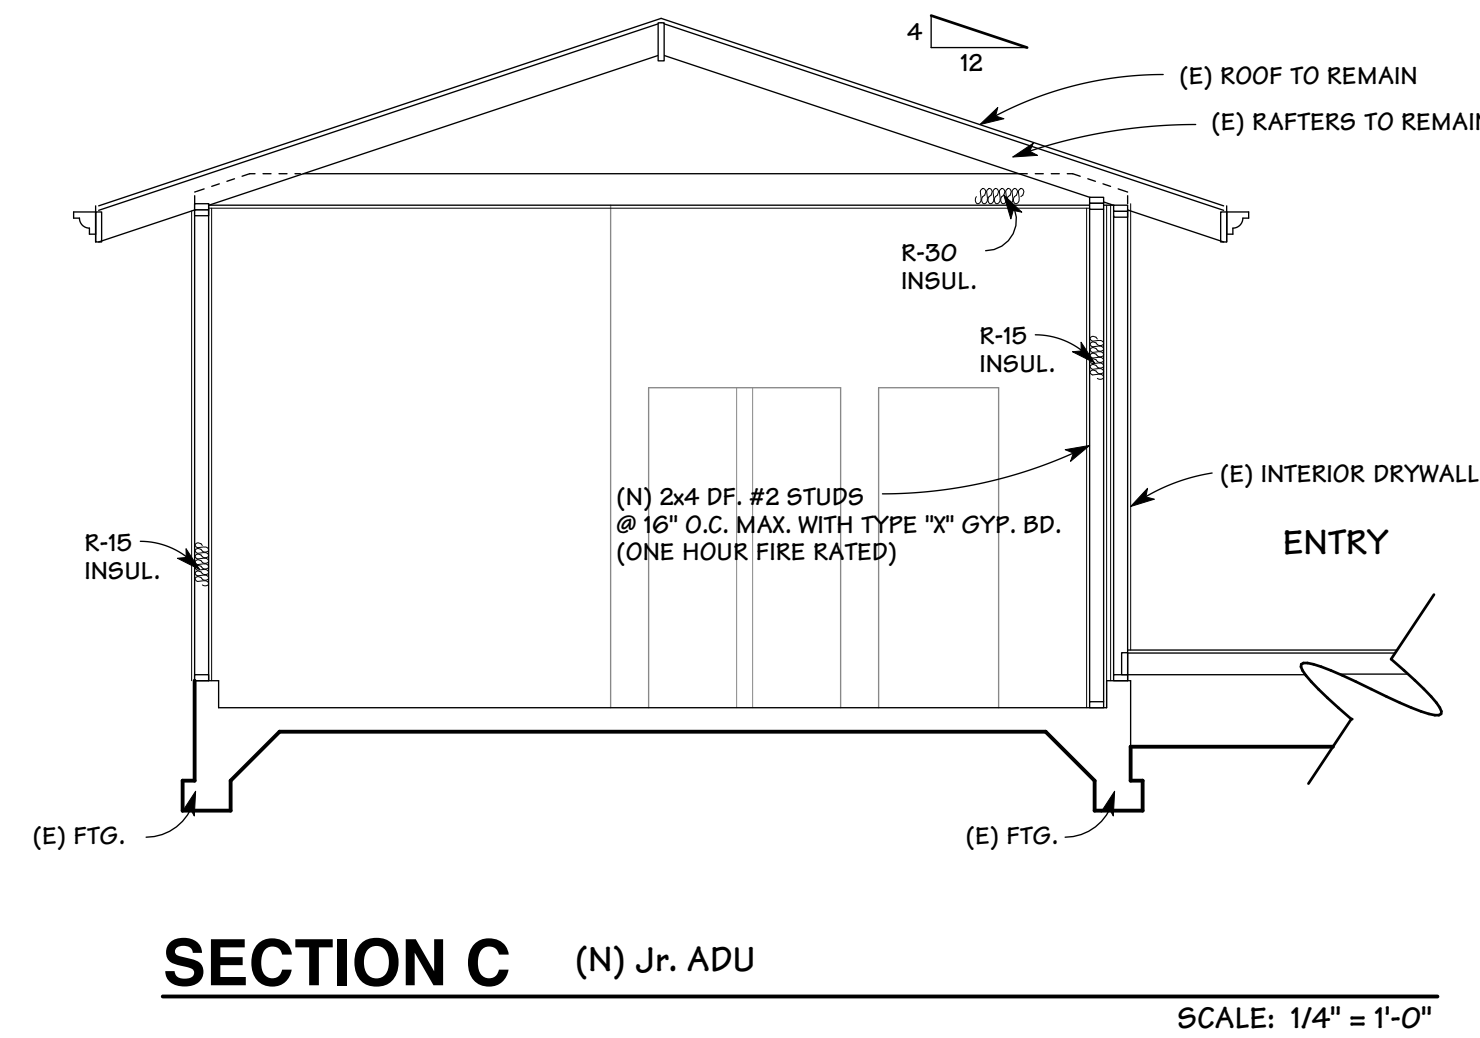 4
12
(E) ROOF TO REMAIN
(E) RAFTERS TO REMAIN
R-30
INSUL.
R-15
INSUL.
(E) INTERIOR DRYWALL
(N) 2x4 DF. #2 STUDS
@ 16" O.C. MAX. WITH TYPE "X" GYP. BD.
(ONE HOUR FIRE RATED)
ENTRY
R-15
INSUL.
(E) FTG.
(E) FTG.
SECTION C (N) Jr. ADU
SCALE: 1/4" = 1'-0"